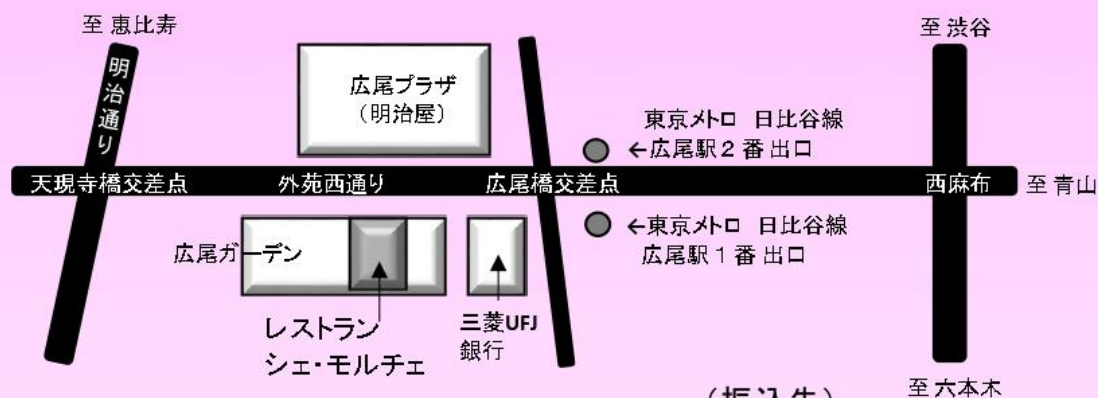 至 恵比寿
至 渋谷
明治通り
広尾プラザ
（明治屋）
東京メトロ 日比谷線
←広尾駅２番出口
天現寺橋交差点
外苑西通り
広尾橋交差点
西麻布
至 青山
広尾ガーデン
←東京メトロ 日比谷線
広尾駅１番出口
レストラン
シェ・モルチェ
三菱UFJ
銀行
至 六本木
（振込先）